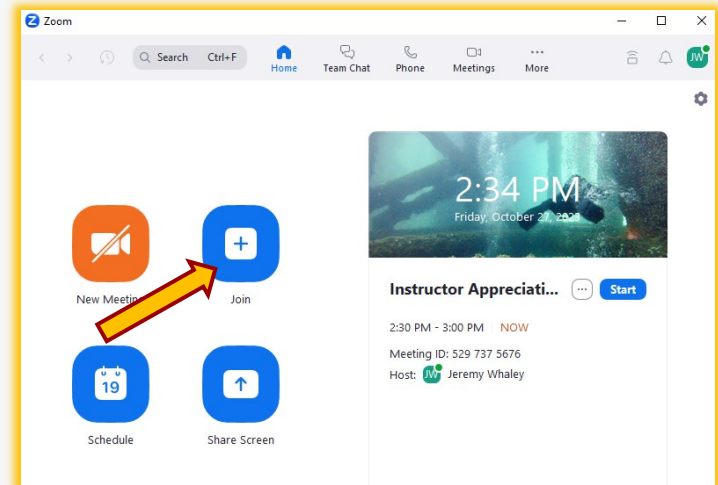 Zoom
Search Ctrl+F
Home
Team Chat
Phone
Meetings
More
JW
2:34 PM
Friday, October 27, 2023
New Meetin
Join
Instructor Appreciati... ... Start
2:30 PM - 3:00 PM | NOW
Meeting ID: 529 737 5676
Host: JW Jeremy Whaley
19
Schedule
Share Screen